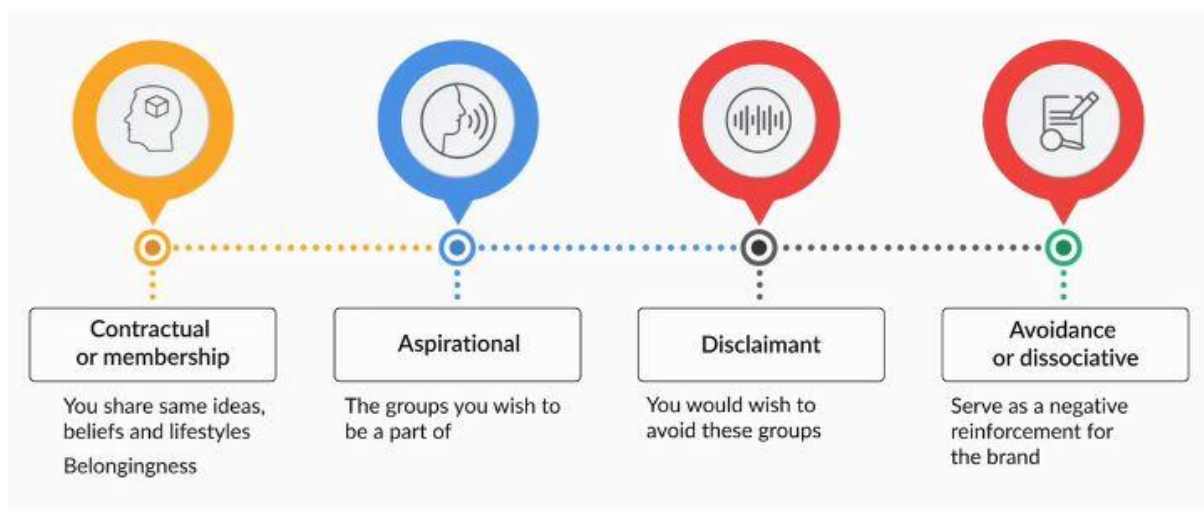 Contractual
or membership
You share same ideas,
beliefs and lifestyles
Belongingness
Aspirational
The groups you wish to
be a part of
Disclaimant
You would wish to
avoid these groups
Avoidance
or dissociative
Serve as a negative
reinforcement for
the brand